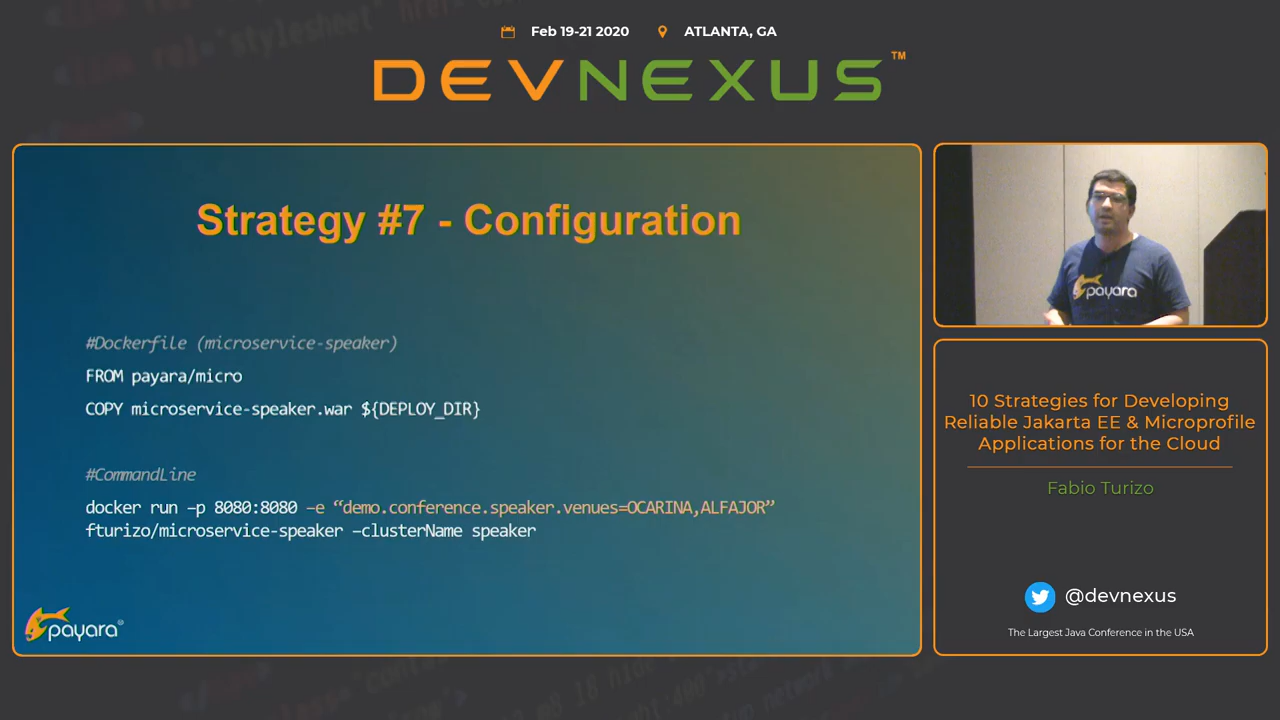 Feb 19-21 2020 ATLANTA, GA
DEVNEXUS™
Strategy #7 - Configuration
#Dockerfile (microservice-speaker)
FROM payara/micro
COPY microservice-speaker.war ${DEPLOY_DIR}
#CommandLine
docker run –p 8080:8080 –e “demo.conference.speaker.venues=OCARINA,ALFAJOR”
fturizo/microservice-speaker –clusterName speaker
payara®
payara
10 Strategies for Developing
Reliable Jakarta EE & Microprofile
Applications for the Cloud
Fabio Turizo
@devnexus
The Largest Java Conference in the USA